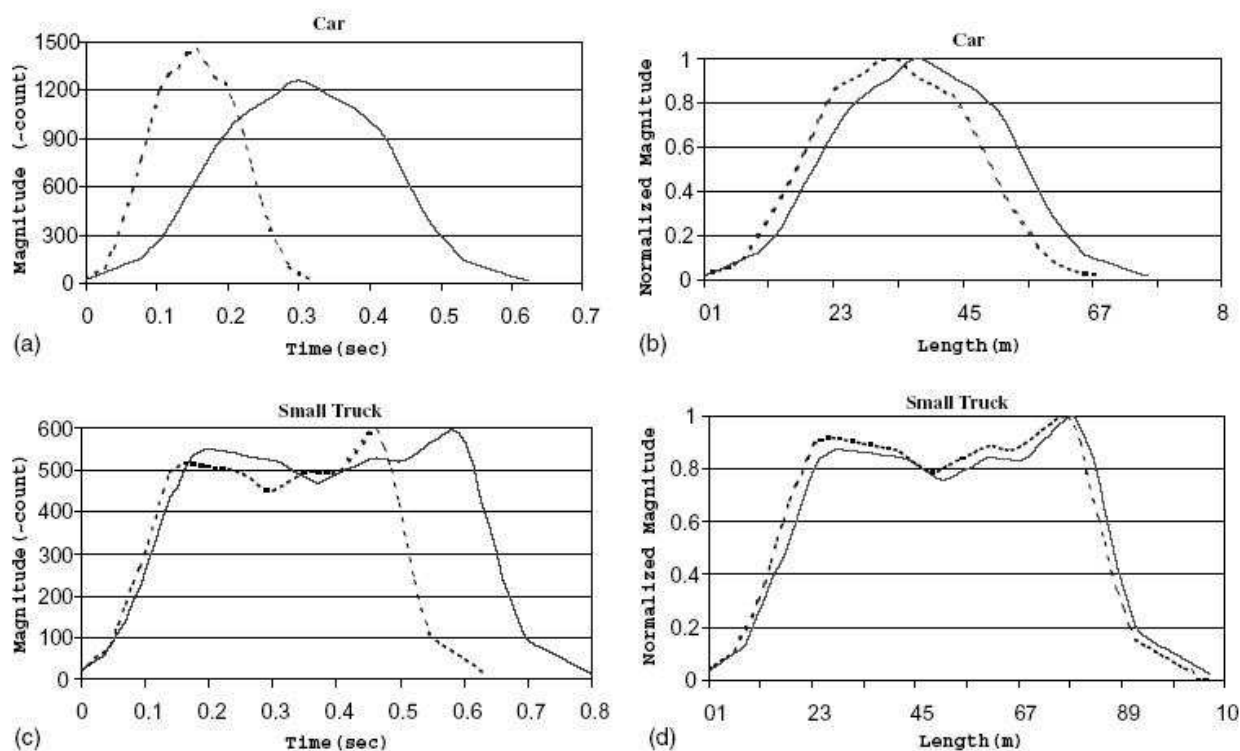 Car
1500
1200
900
600
300
0
Magnitude (-count)
0 0.1 0.2 0.3 0.4 0.5 0.6 0.7
Time(sec)
(a)
Car
1
0.8
0.6
0.4
0.2
0
Normalized Magnitude
01 23 45 67 8
Length(m)
(b)
Small Truck
600
500
400
300
200
100
0
Magnitude(-count)
0 0.1 0.2 0.3 0.4 0.5 0.6 0.7 0.8
Time(sec)
(c)
Small Truck
1
0.8
0.6
0.4
0.2
0
Normalized Magnitude
01 23 45 67 89 10
Length(m)
(d)